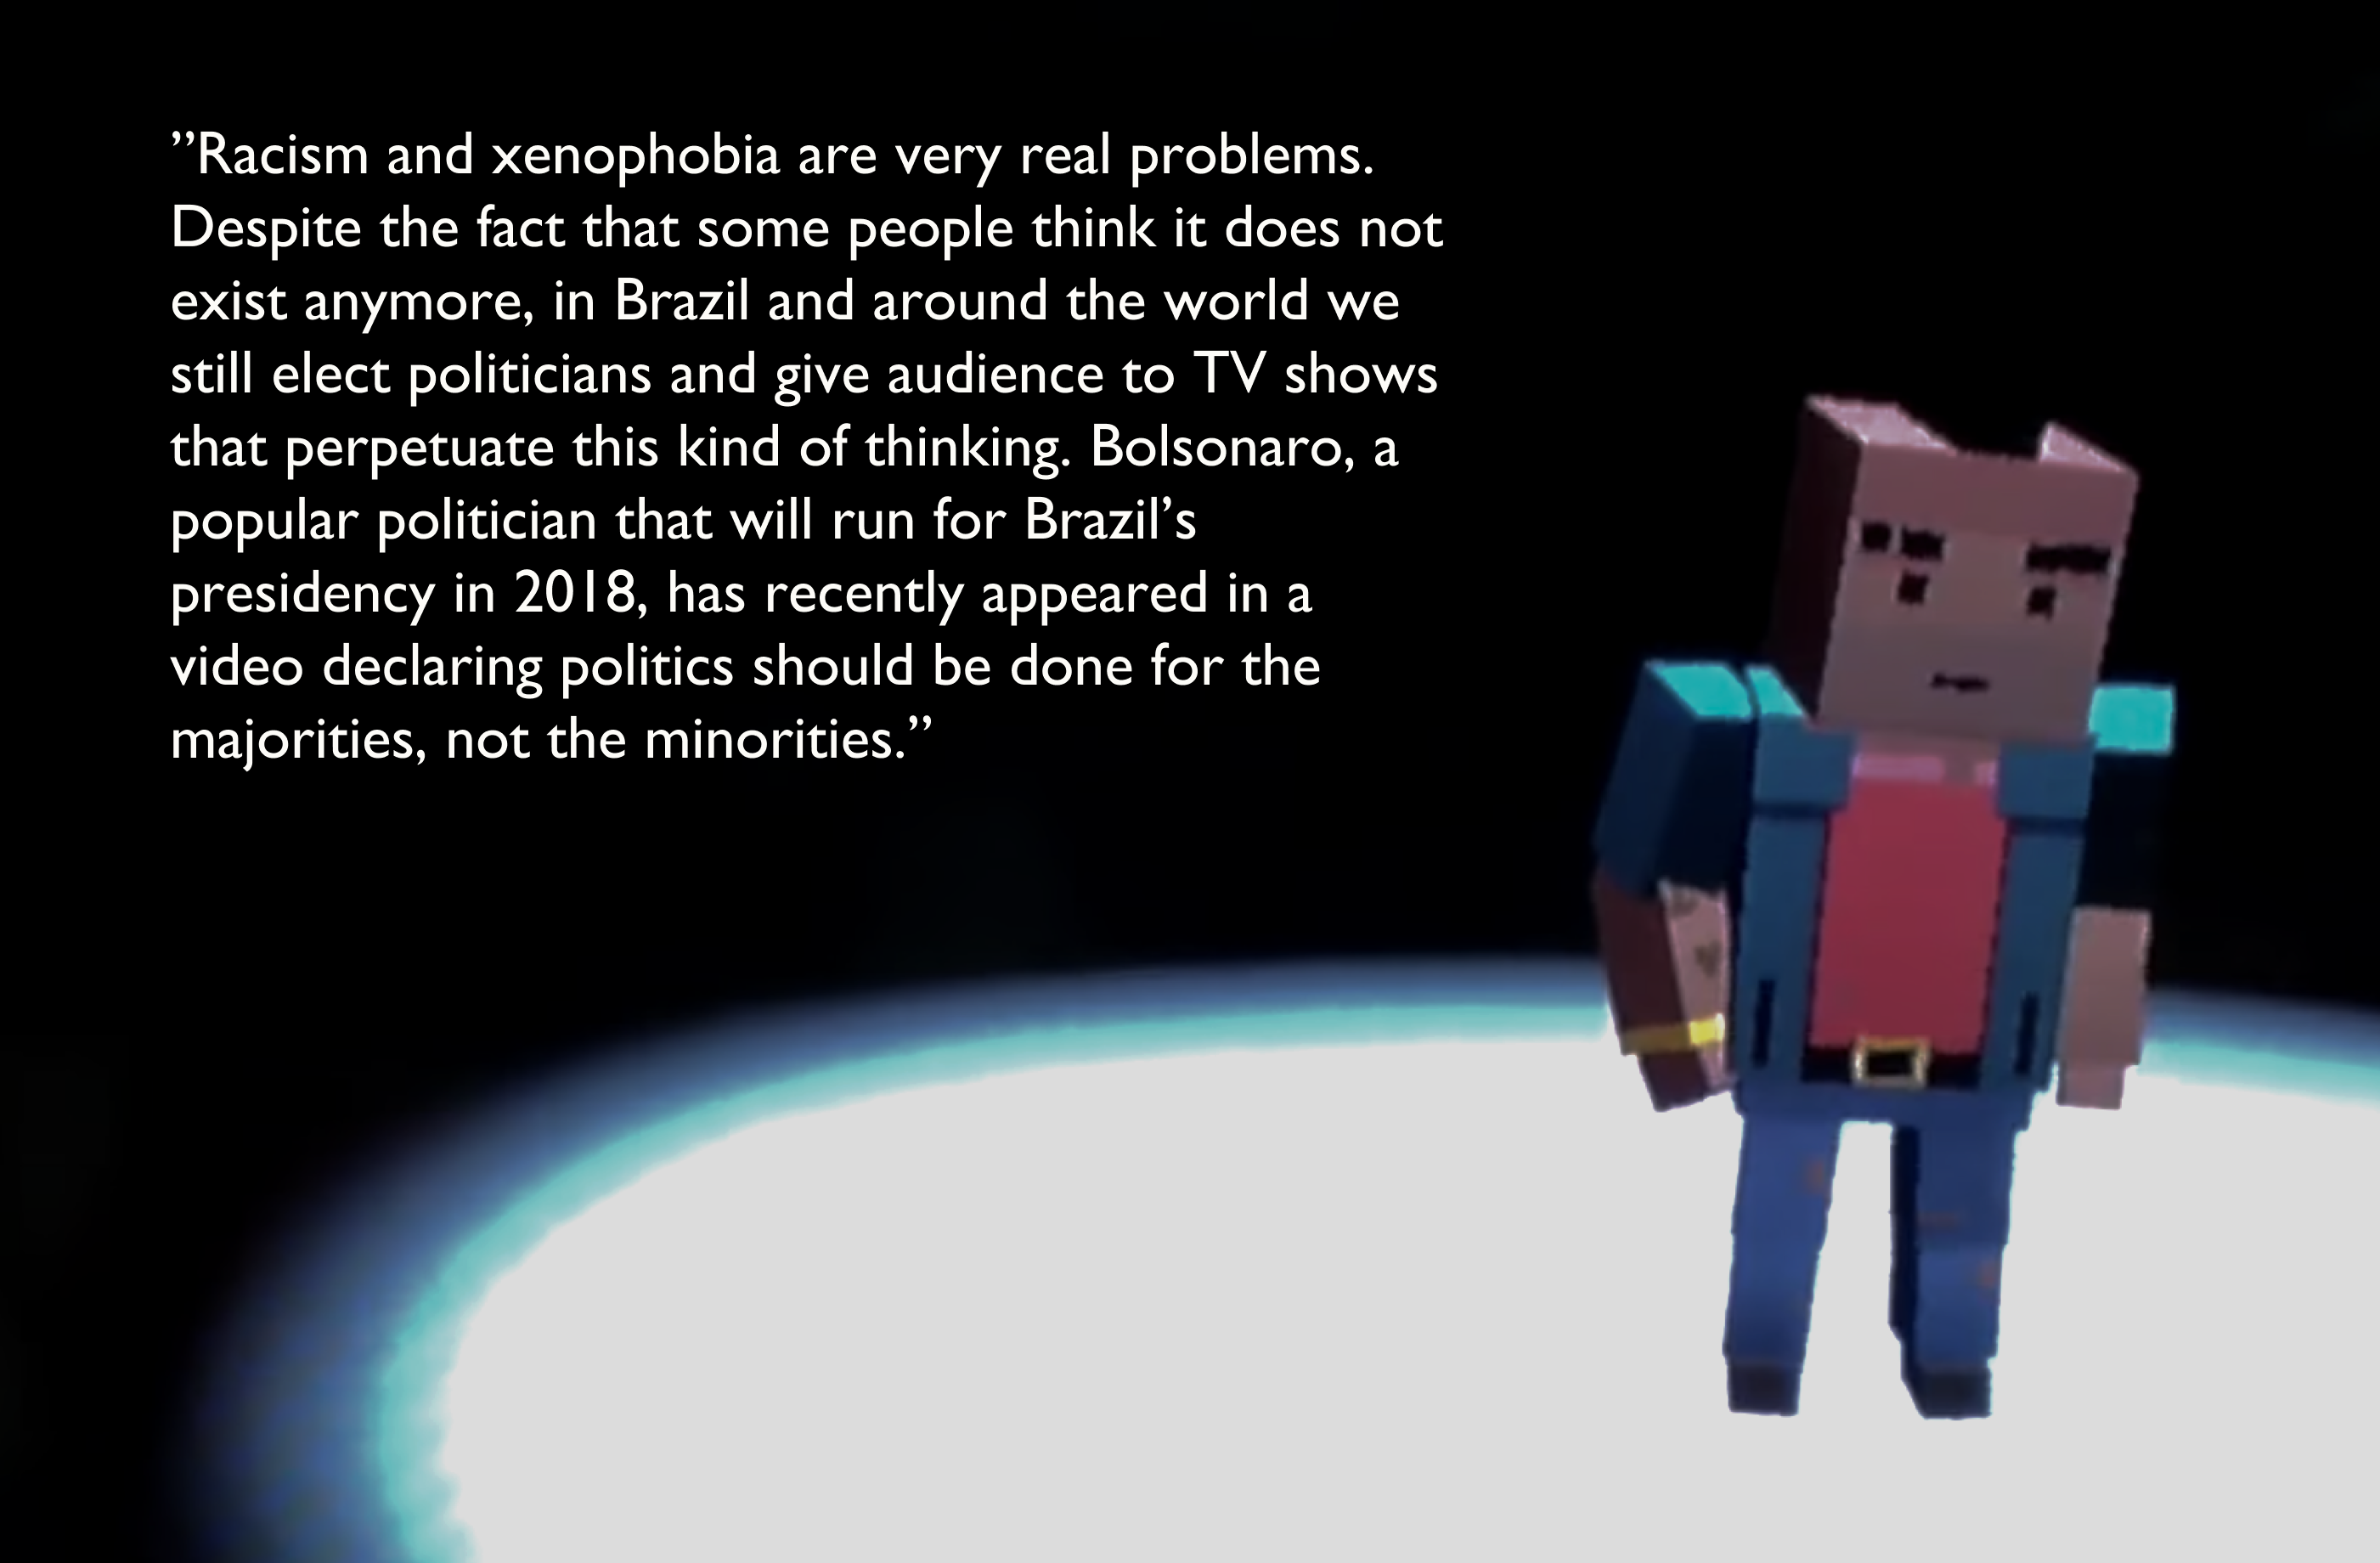 ”Racism and xenophobia are very real problems.
Despite the fact that some people think it does not
exist anymore, in Brazil and around the world we
still elect politicians and give audience to TV shows
that perpetuate this kind of thinking. Bolsonaro, a
popular politician that will run for Brazil’s
presidency in 2018, has recently appeared in a
video declaring politics should be done for the
majorities, not the minorities.”